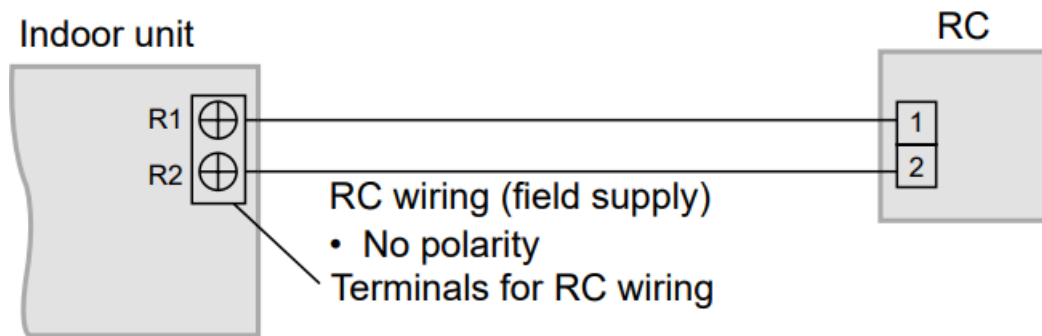 Indoor unit
RC
R1
1
R2
2
RC wiring (field supply)
• No polarity
Terminals for RC wiring